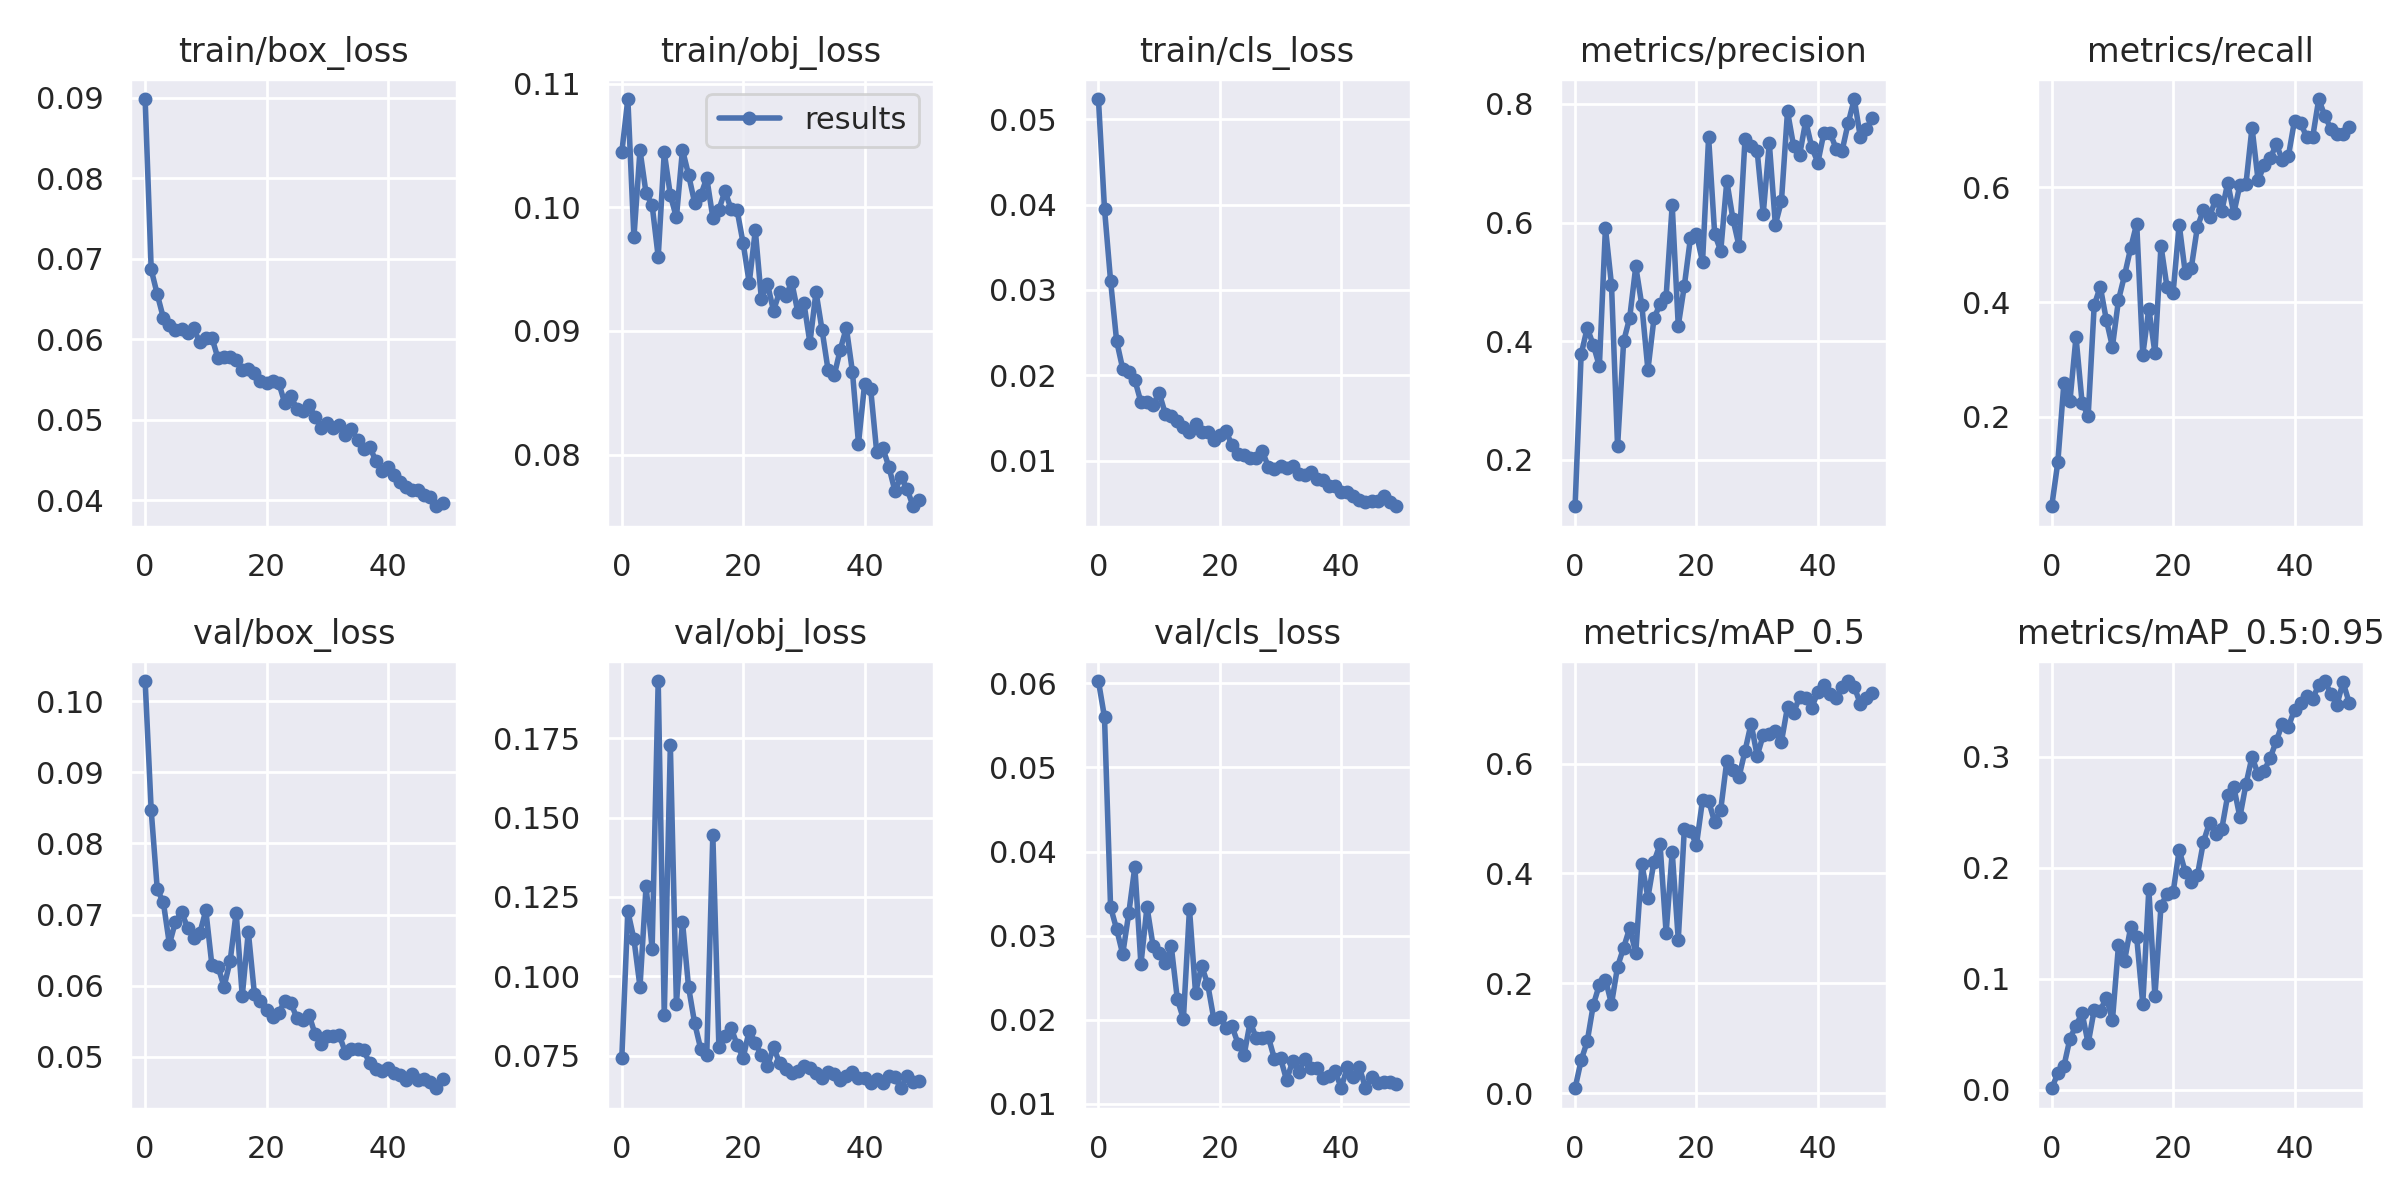 train/box_loss
0.09
0.08
0.07
0.06
0.05
0.04
0 20 40
train/obj_loss
results
0.11
0.10
0.09
0.08
0 20 40
train/cls_loss
0.05
0.04
0.03
0.02
0.01
0 20 40
metrics/precision
0.8
0.6
0.4
0.2
0 20 40
metrics/recall
0.6
0.4
0.2
0 20 40
val/box_loss
0.10
0.09
0.08
0.07
0.06
0.05
0 20 40
val/obj_loss
0.175
0.150
0.125
0.100
0.075
0 20 40
val/cls_loss
0.06
0.05
0.04
0.03
0.02
0.01
0 20 40
metrics/mAP_0.5
0.6
0.4
0.2
0.0
0 20 40
metrics/mAP_0.5:0.95
0.3
0.2
0.1
0.0
0 20 40